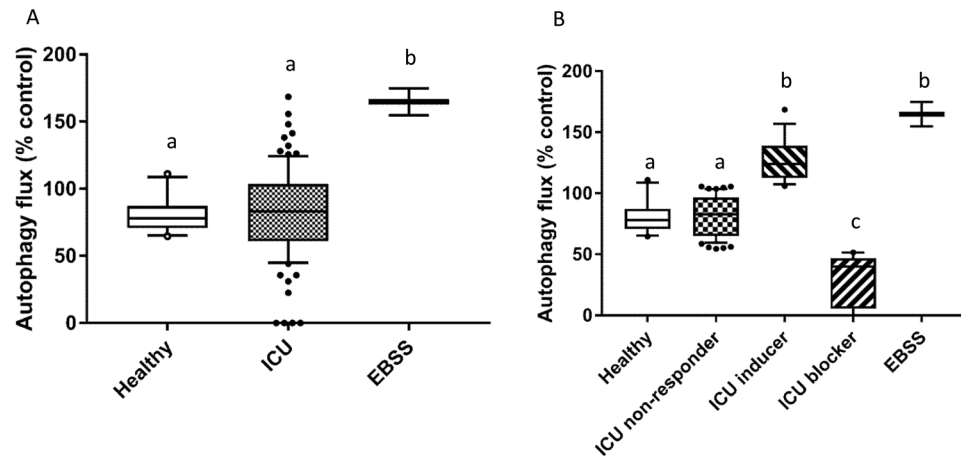 A
Autophagy flux (% control)
200
150
100
50
0
a
a
b
Healthy
ICU
EBSS
B
Autophagy flux (% control)
200
150
100
50
0
a
a
b
c
b
Healthy
ICU non-responder
ICU inducer
ICU blocker
EBSS